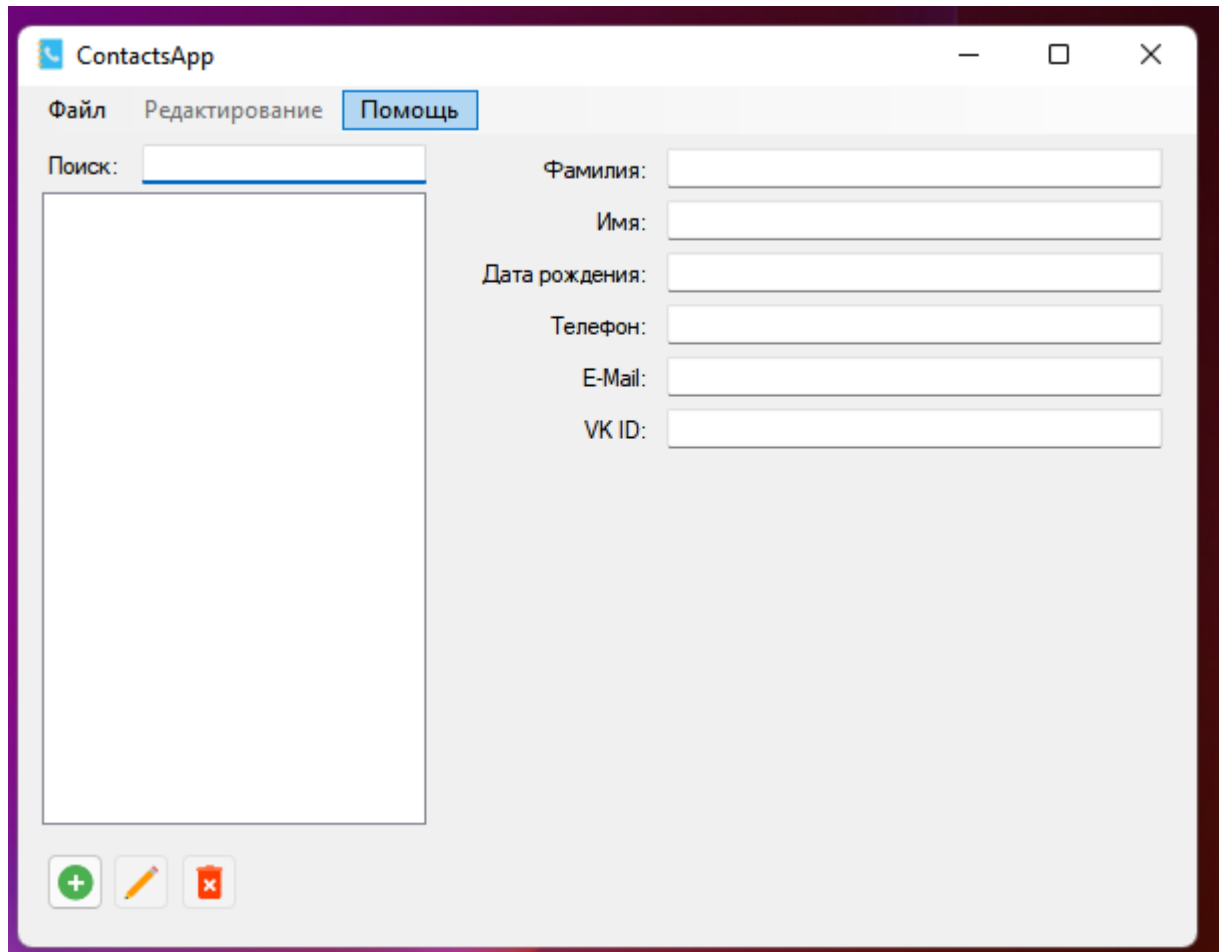 ContactsApp
Файл Редактирование Помощь
Поиск:
Фамилия:
Имя:
Дата рождения:
Телефон:
E-Mail:
VK ID: